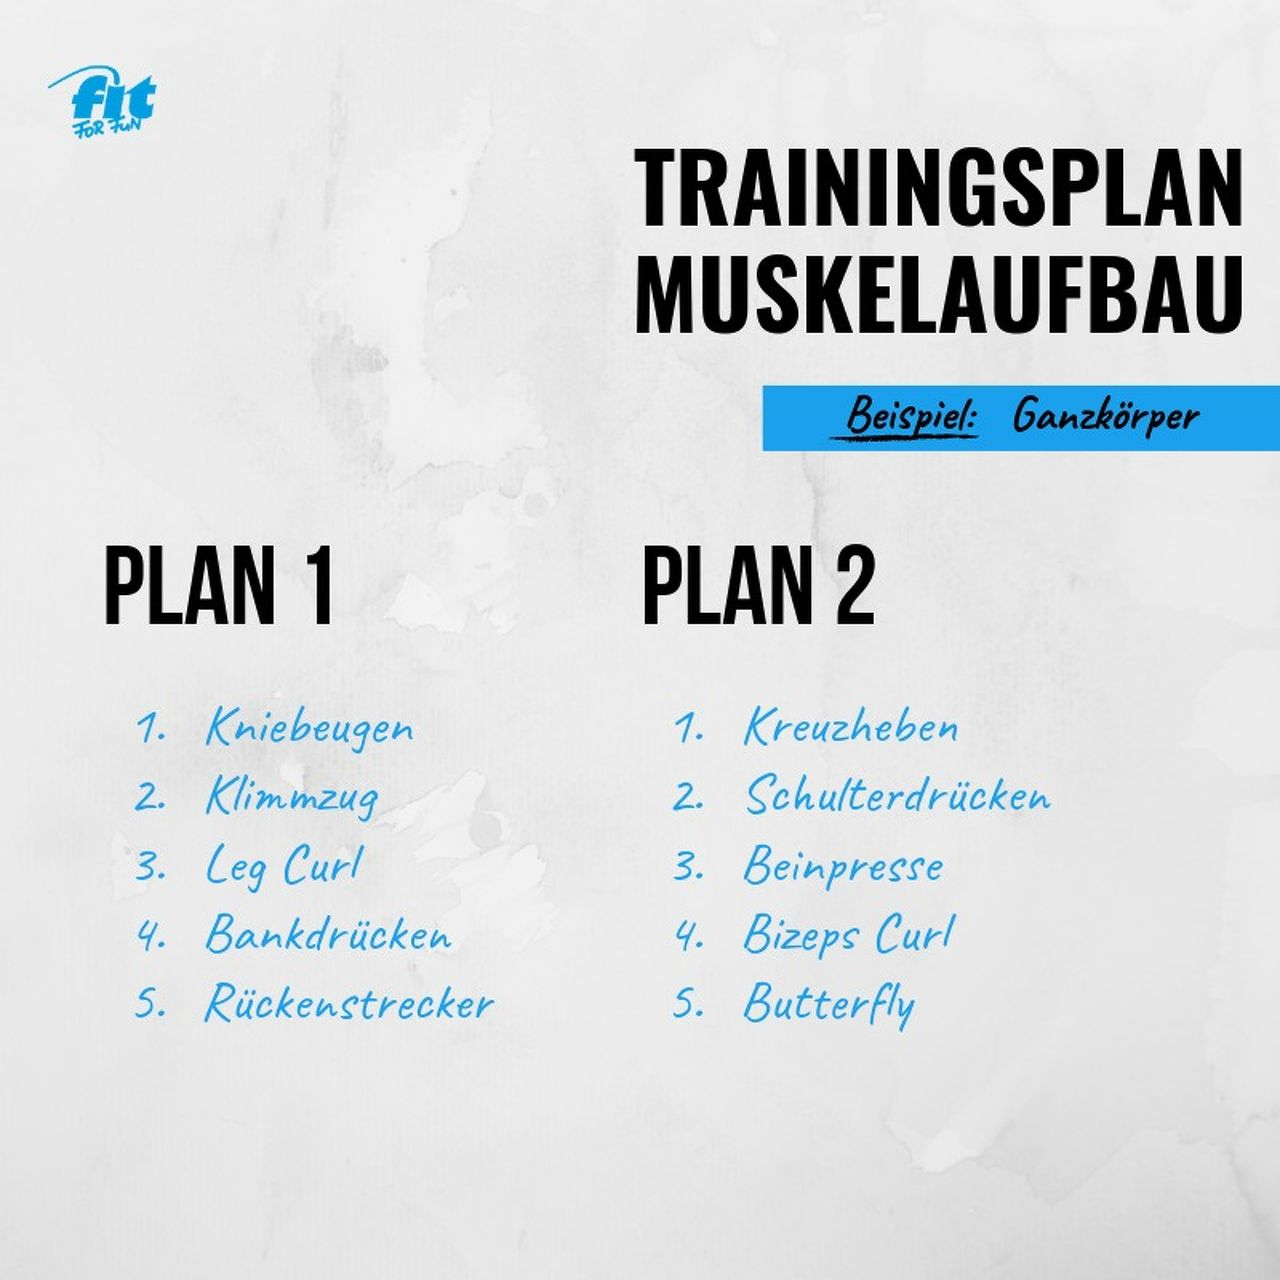 fit
FOR FUN
TRAININGSPLAN
MUSKELAUFBAU
Beispiel: Ganzkörper
PLAN 1
1. Kniebeugen
2. Klimmzug
3. Leg Curl
4. Bankdrücken
5. Rückenstrecker
PLAN 2
1. Kreuzheben
2. Schulterdrücken
3. Beinpresse
4. Bizeps Curl
5. Butterfly